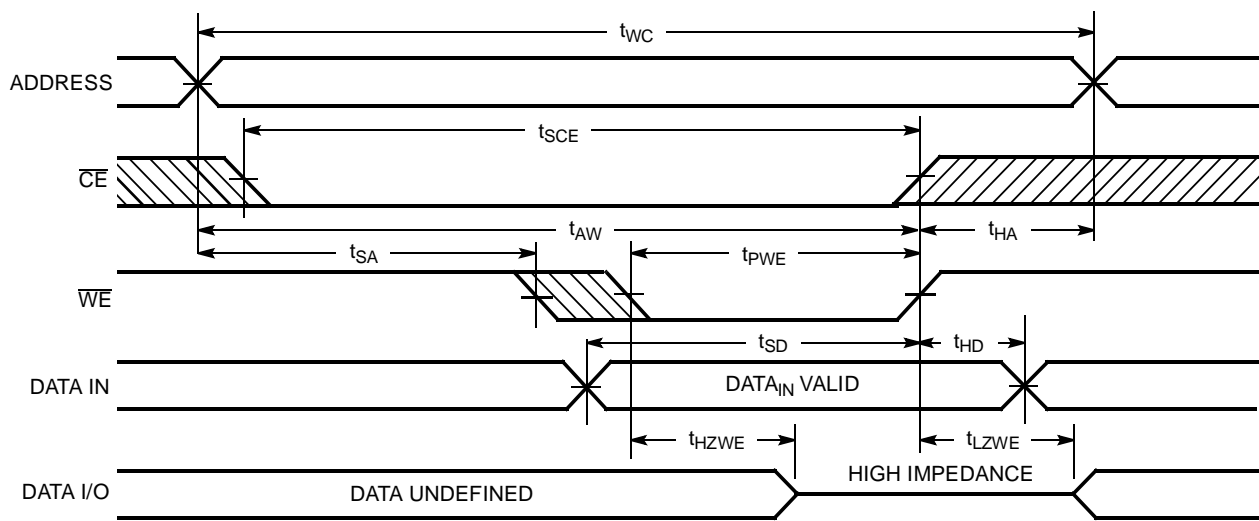 tWC
ADDRESS
tSCE
CE
tAW
tHA
tSA
tPWE
WE
tSD
tHD
DATA IN
DATAIN VALID
tHZWE
tLZWE
HIGH IMPEDANCE
DATA I/O
DATA UNDEFINED